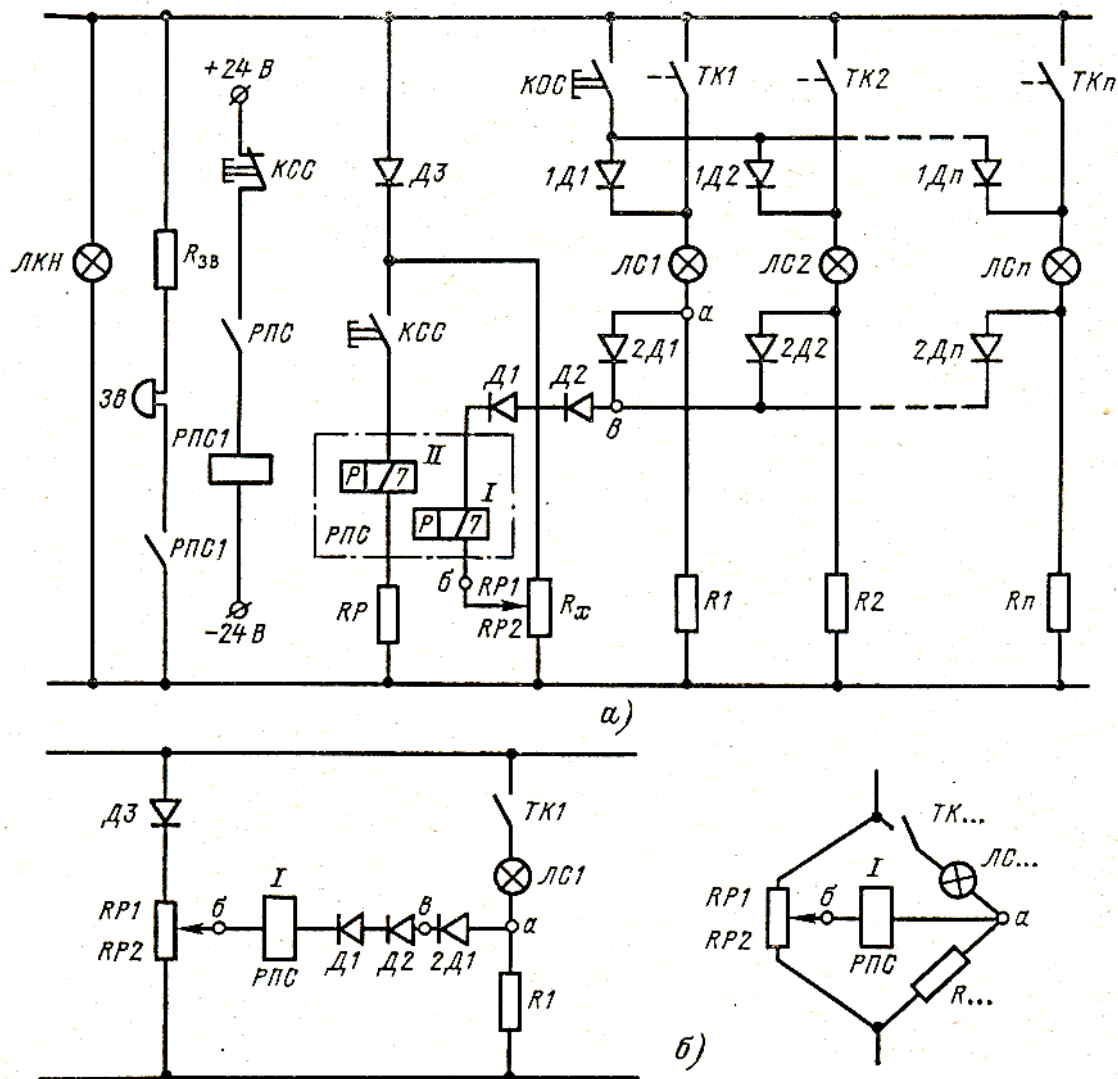 +24 В
КОС
ТК1
ТК2
ТКп
КСС
Д3
1Д1
1Д2
1Дп
ЛКН
Rзв
ЛС1
ЛС2
ЛСп
а
РПС
КСС
2Д1
2Д2
2Дп
Зв
Д1
Д2
в
РПС1
II
Р
7
I
Р
7
РПС
РПС1
б
RP1
RP
RP2
Rx
R1
R2
Rп
-24 В
а)
Д3
ТК1
ТК...
ЛС1
ЛС...
I
I
RP1
б
в
а
RP1
б
а
RP2
РПС
Д1
Д2
2Д1
RP2
РПС
R1
R...
б)